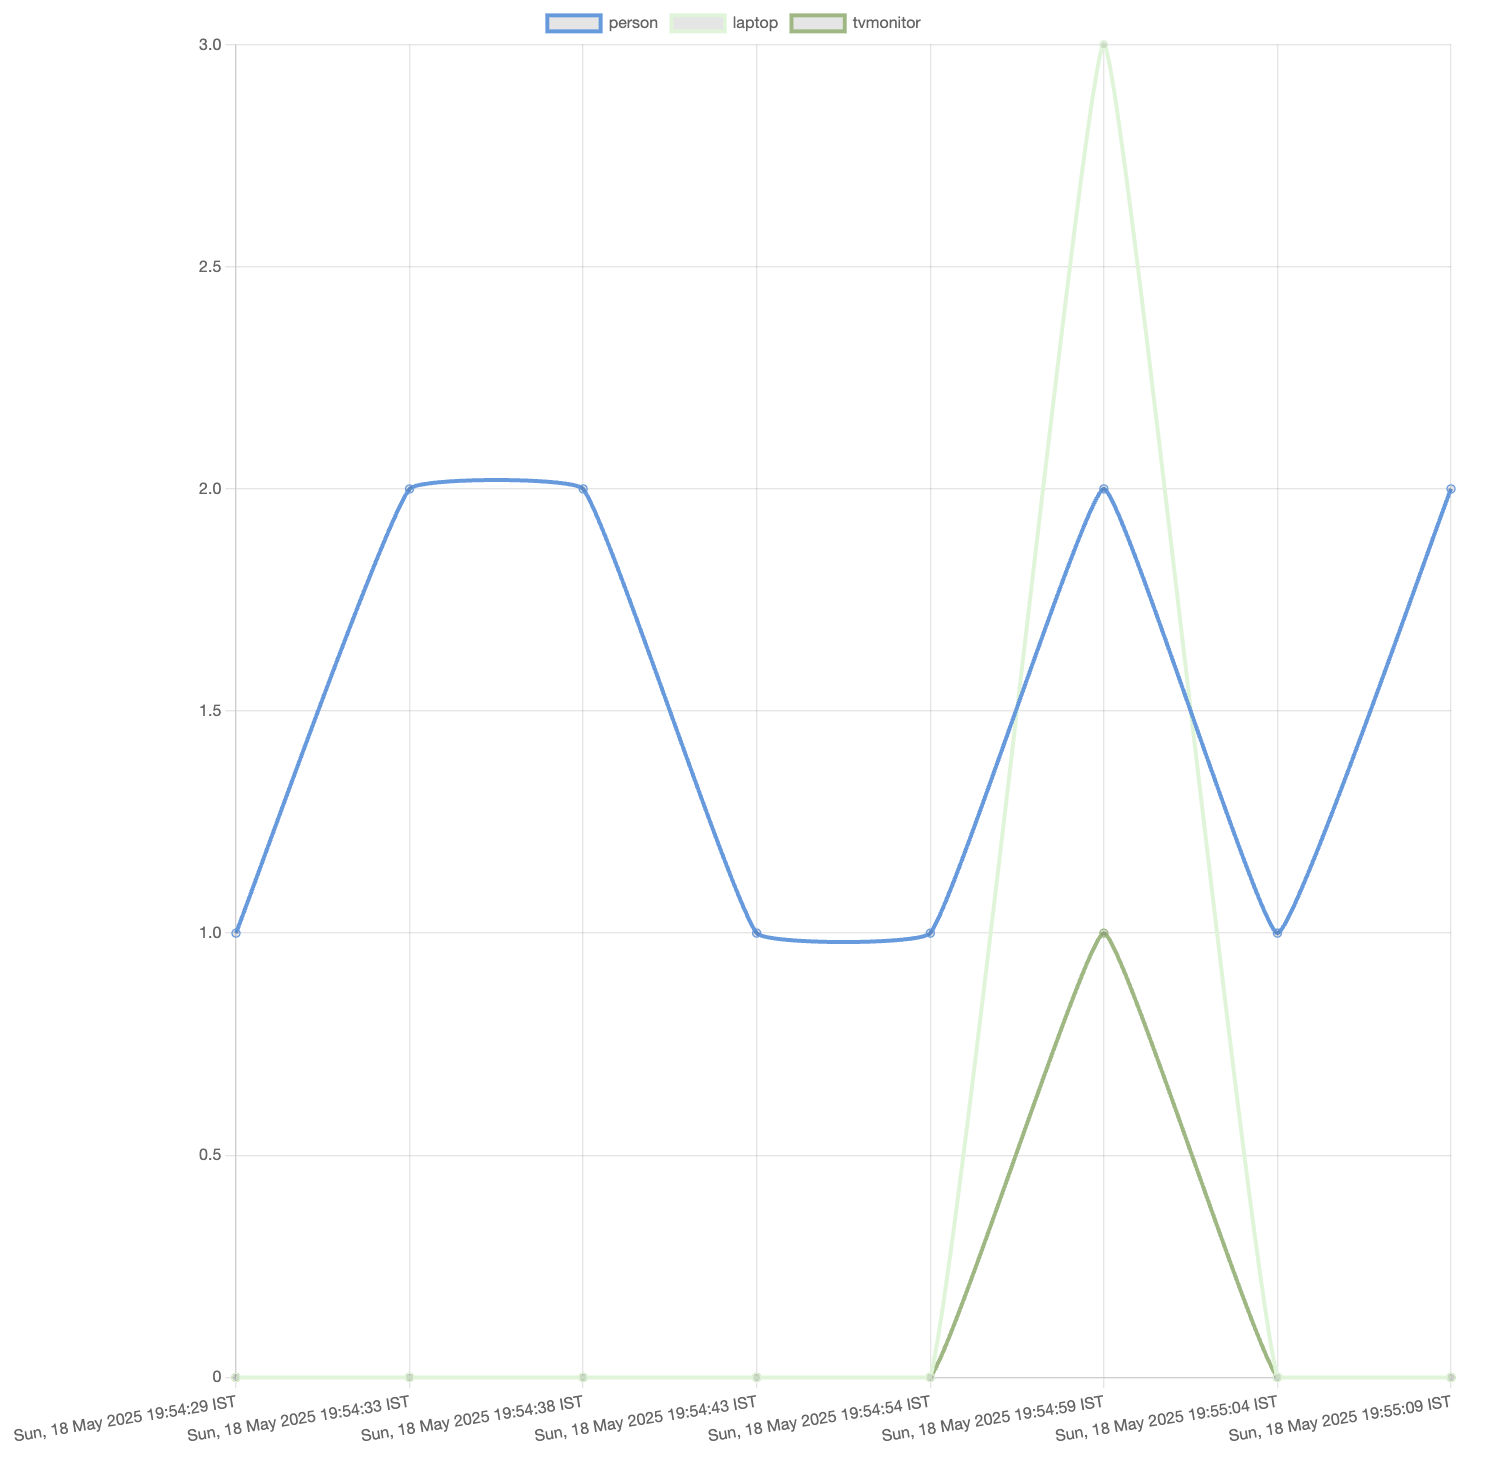 person laptop tvmonitor
3.0
2.5
2.0
1.5
1.0
0.5
0
Sun, 18 May 2025 19:54:29 IST
Sun, 18 May 2025 19:54:33 IST
Sun, 18 May 2025 19:54:38 IST
Sun, 18 May 2025 19:54:43 IST
Sun, 18 May 2025 19:54:54 IST
Sun, 18 May 2025 19:54:59 IST
Sun, 18 May 2025 19:55:04 IST
Sun, 18 May 2025 19:55:09 IST